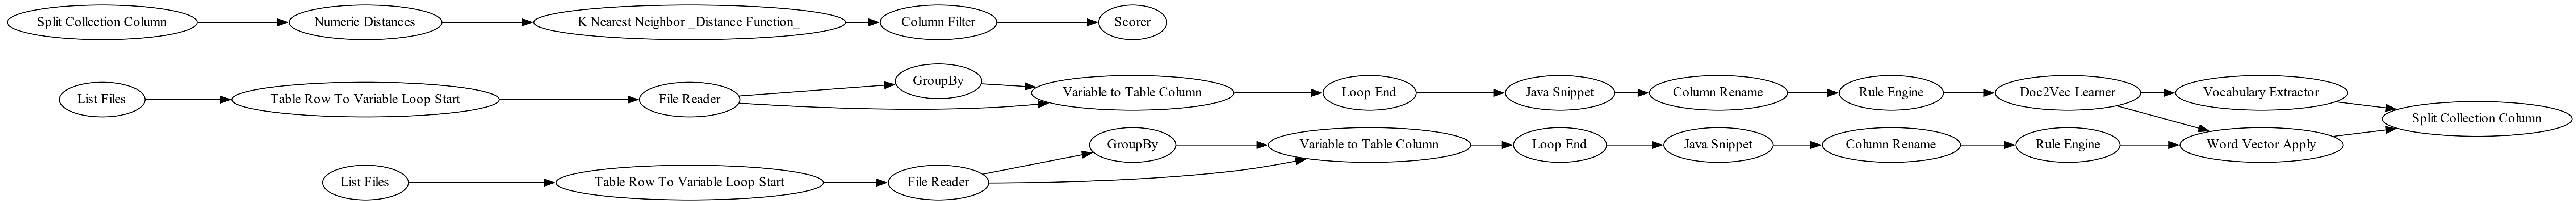 Split Collection Column
Numeric Distances
K Nearest Neighbor _Distance Function_
Column Filter
Scorer
List Files
Table Row To Variable Loop Start
File Reader
GroupBy
Variable to Table Column
Loop End
Java Snippet
Column Rename
Rule Engine
Doc2Vec Learner
Vocabulary Extractor
Split Collection Column
List Files
Table Row To Variable Loop Start
File Reader
GroupBy
Variable to Table Column
Loop End
Java Snippet
Column Rename
Rule Engine
Word Vector Apply